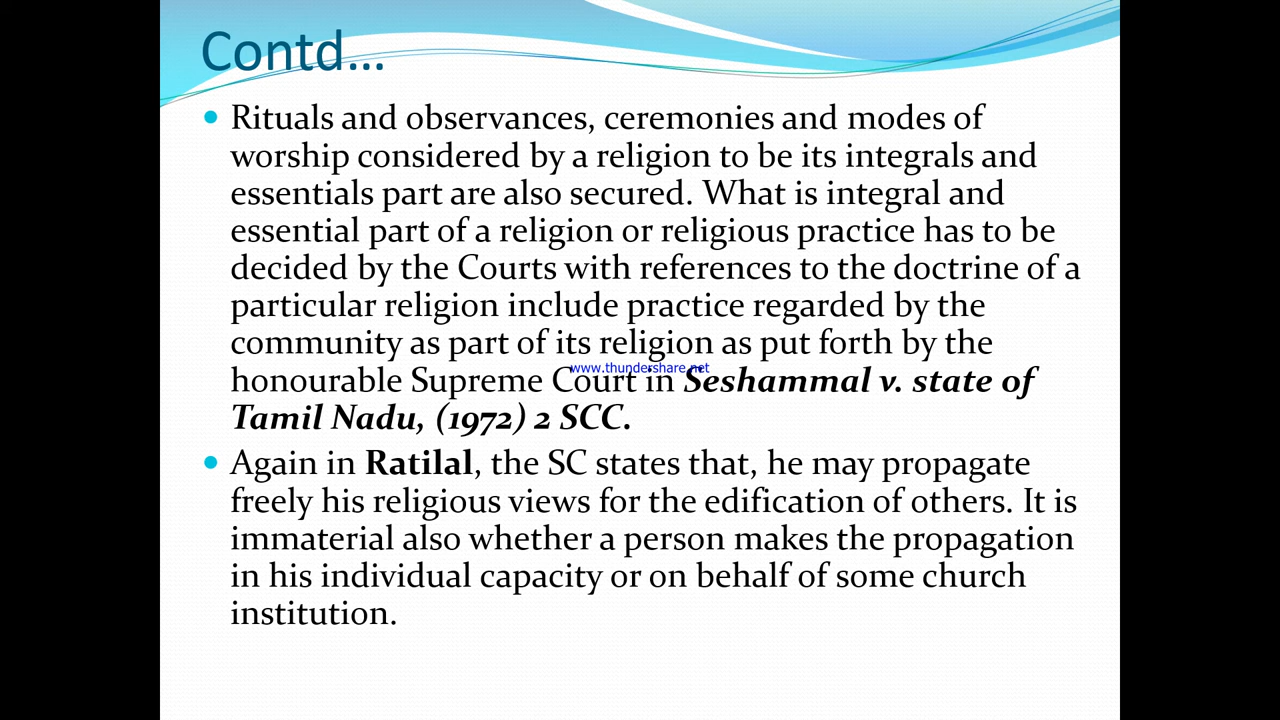 Contd...
• Rituals and observances, ceremonies and modes of
worship considered by a religion to be its integrals and
essentials part are also secured. What is integral and
essential part of a religion or religious practice has to be
decided by the Courts with references to the doctrine of a
particular religion include practice regarded by the
community as part of its religion as put forth by the
www.thundershare.net
honourable Supreme Court in Seshammal v. state of
Tamil Nadu, (1972) 2 SCC.
• Again in Ratilal, the SC states that, he may propagate
freely his religious views for the edification of others. It is
immaterial also whether a person makes the propagation
in his individual capacity or on behalf of some church
institution.